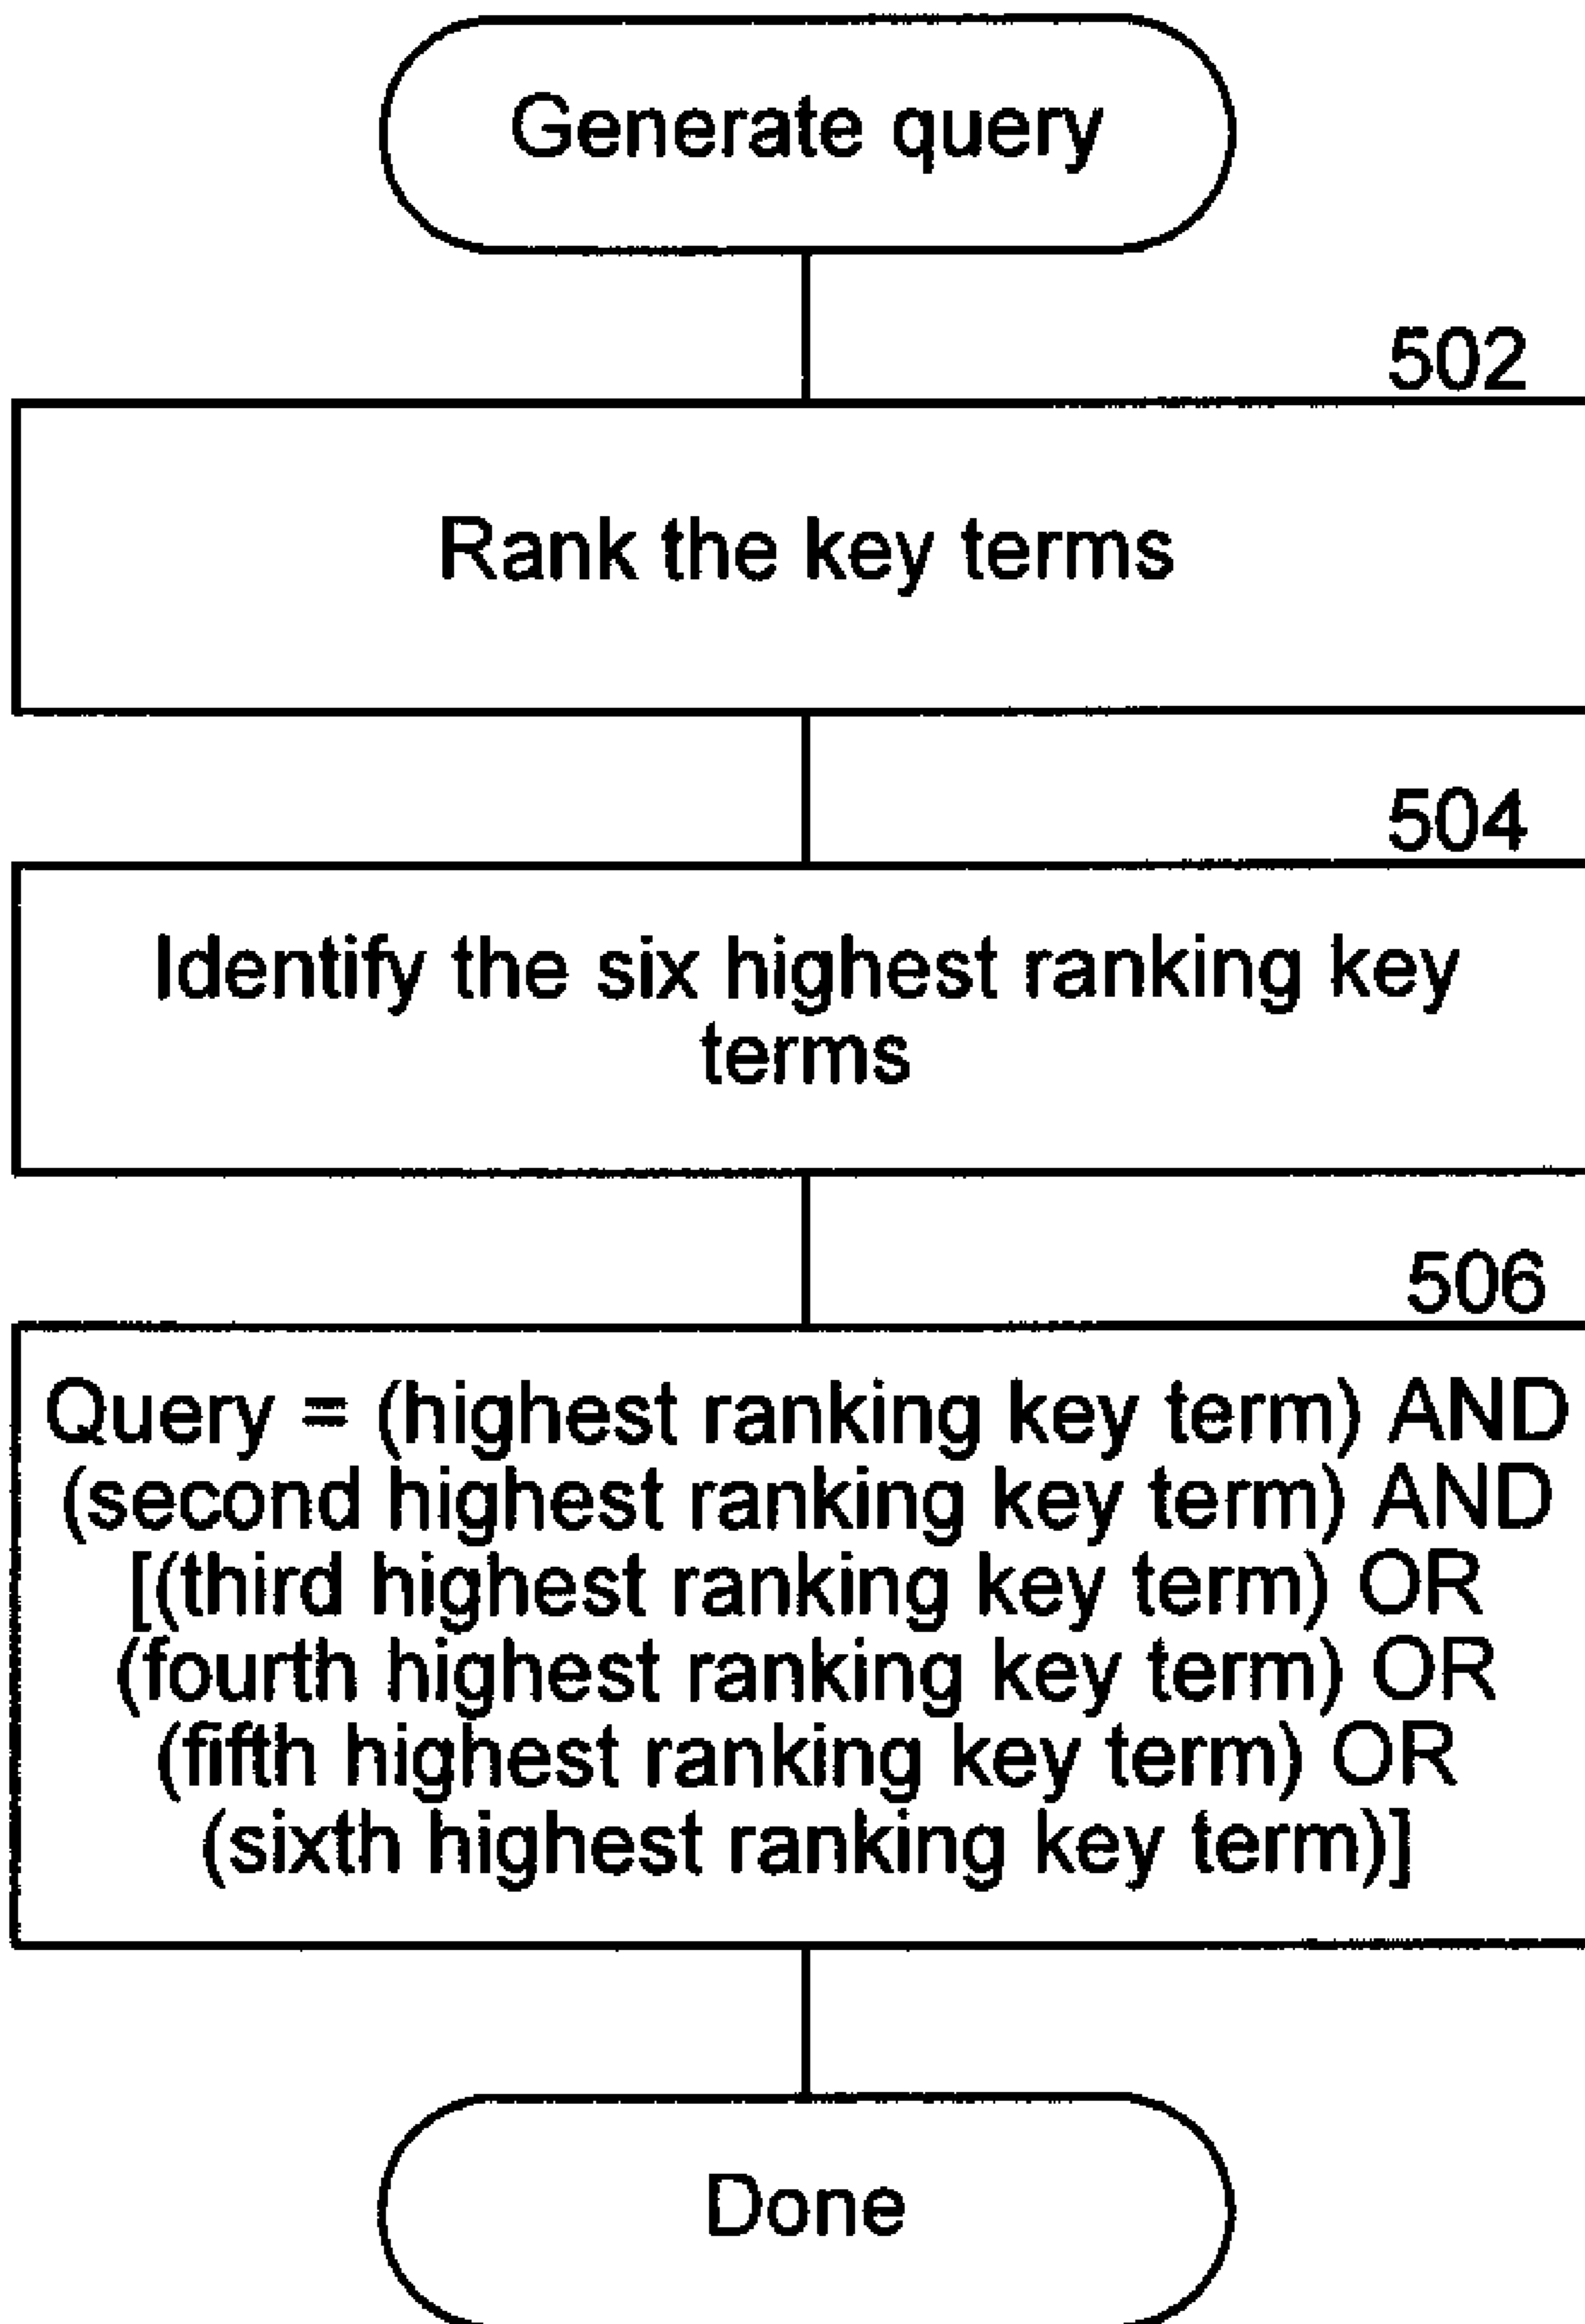 Generate query
502
Rank the key terms
504
Identify the six highest ranking key
terms
506
Query = (highest ranking key term) AND
(second highest ranking key term) AND
[(third highest ranking key term) OR
(fourth highest ranking key term) OR
(fifth highest ranking key term) OR
(sixth highest ranking key term)]
Done